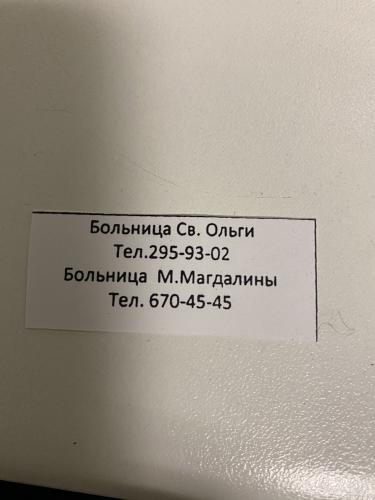 Больница Св. Ольги
Тел.295-93-02
Больница М.Магдалины
Тел. 670-45-45